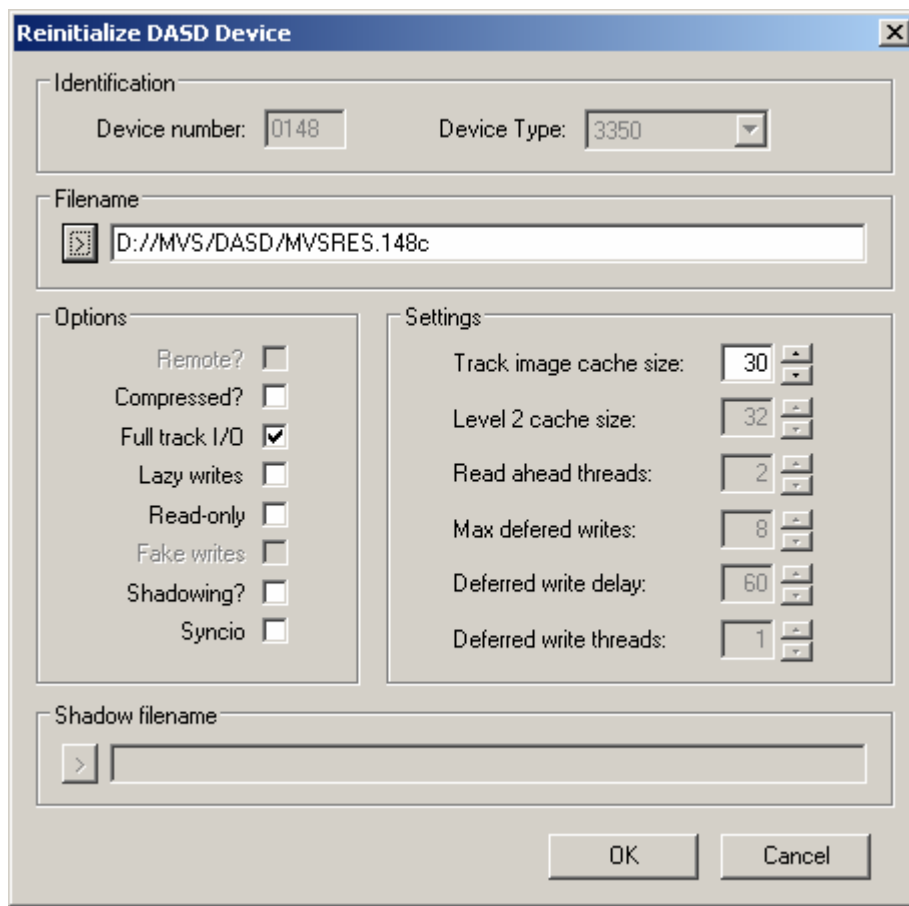 Reinitialize DASD Device
Identification
Device number: 0148 Device Type: 3350
Filename
> D://MVS/DASD/MVSRES.148c
Options
Remote?
Compressed?
Full track I/O
Lazy writes
Read-only
Fake writes
Shadowing?
Syncio
Settings
Track image cache size: 30
Level 2 cache size: 32
Read ahead threads: 2
Max defered writes: 8
Deferred write delay: 60
Deferred write threads: 1
Shadow filename
>
OK Cancel